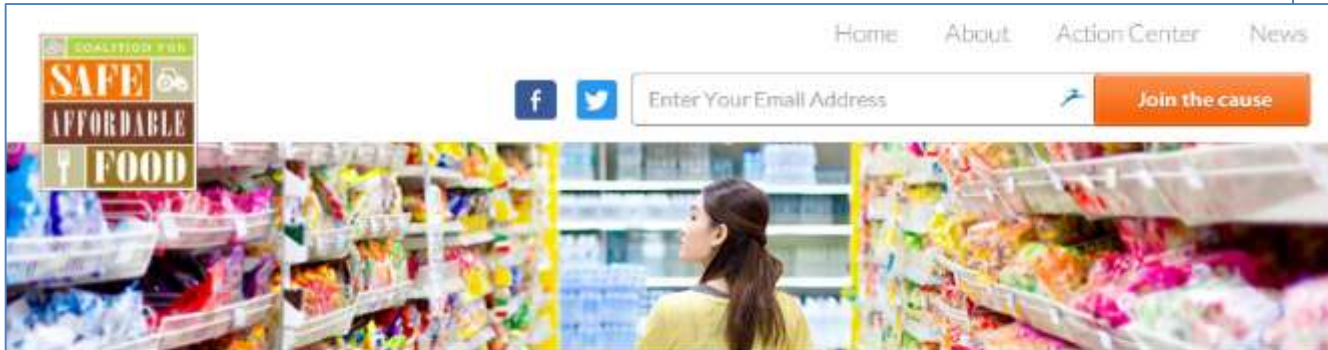 Home About Action Center News
COALITION FOR
SAFE
AFFORDABLE
FOOD
f
Enter Your Email Address Join the cause